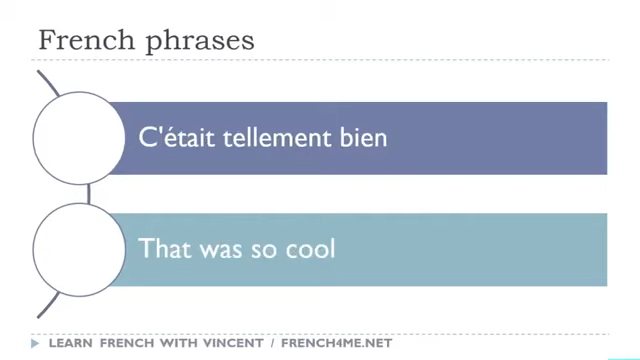 French phrases
C'était tellement bien
That was so cool
LEARN FRENCH WITH VINCENT / FRENCH4ME.NET